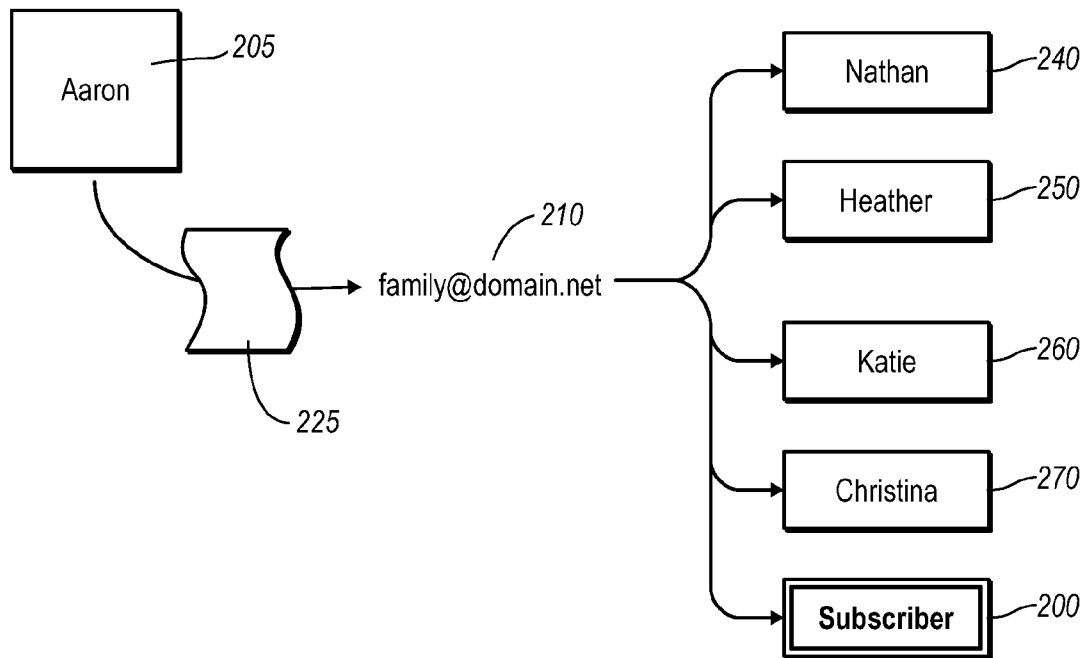 Aaron
205
Nathan
240
Heather
250
210
family@domain.net
Katie
260
225
Christina
270
Subscriber
200